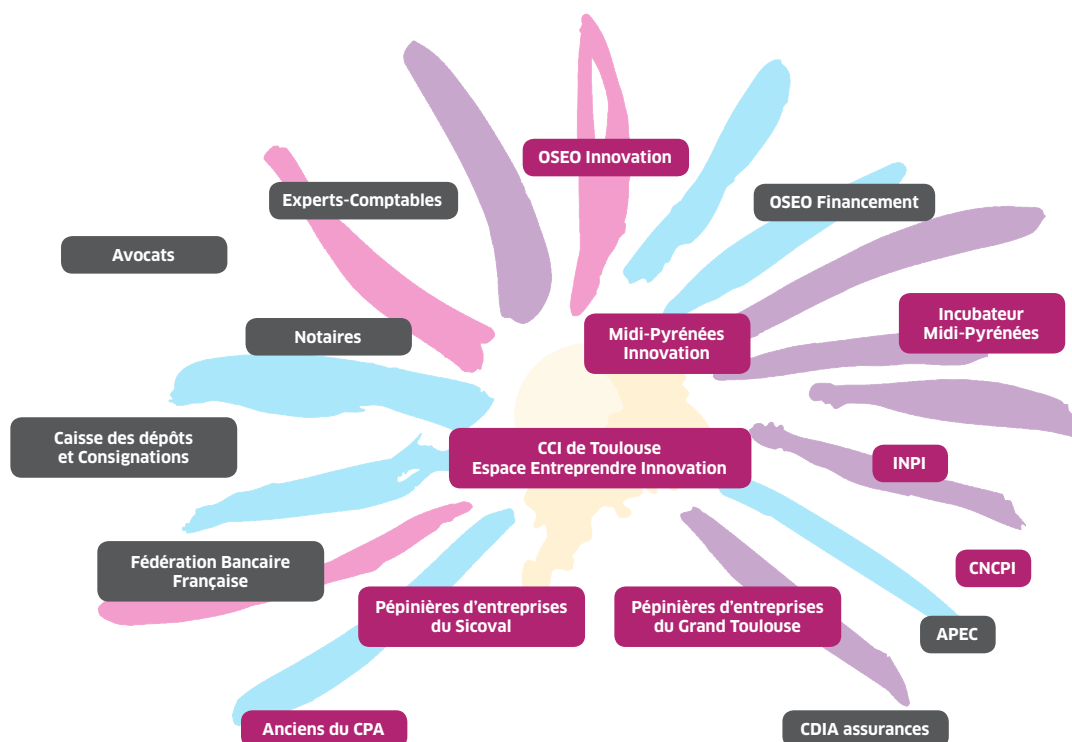 OSEO Innovation
Experts-Comptables
OSEO Financement
Avocats
Midi-Pyrénées
Innovation
Incubateur
Midi-Pyrénées
Notaires
Caisse des dépôts
et Consignations
CCI de Toulouse
Espace Entreprendre Innovation
INPI
Fédération Bancaire
Française
CNCPI
Pépinières d'entreprises
du Sicoval
Pépinières d'entreprises
du Grand Toulouse
APEC
Anciens du CPA
CDIA assurances